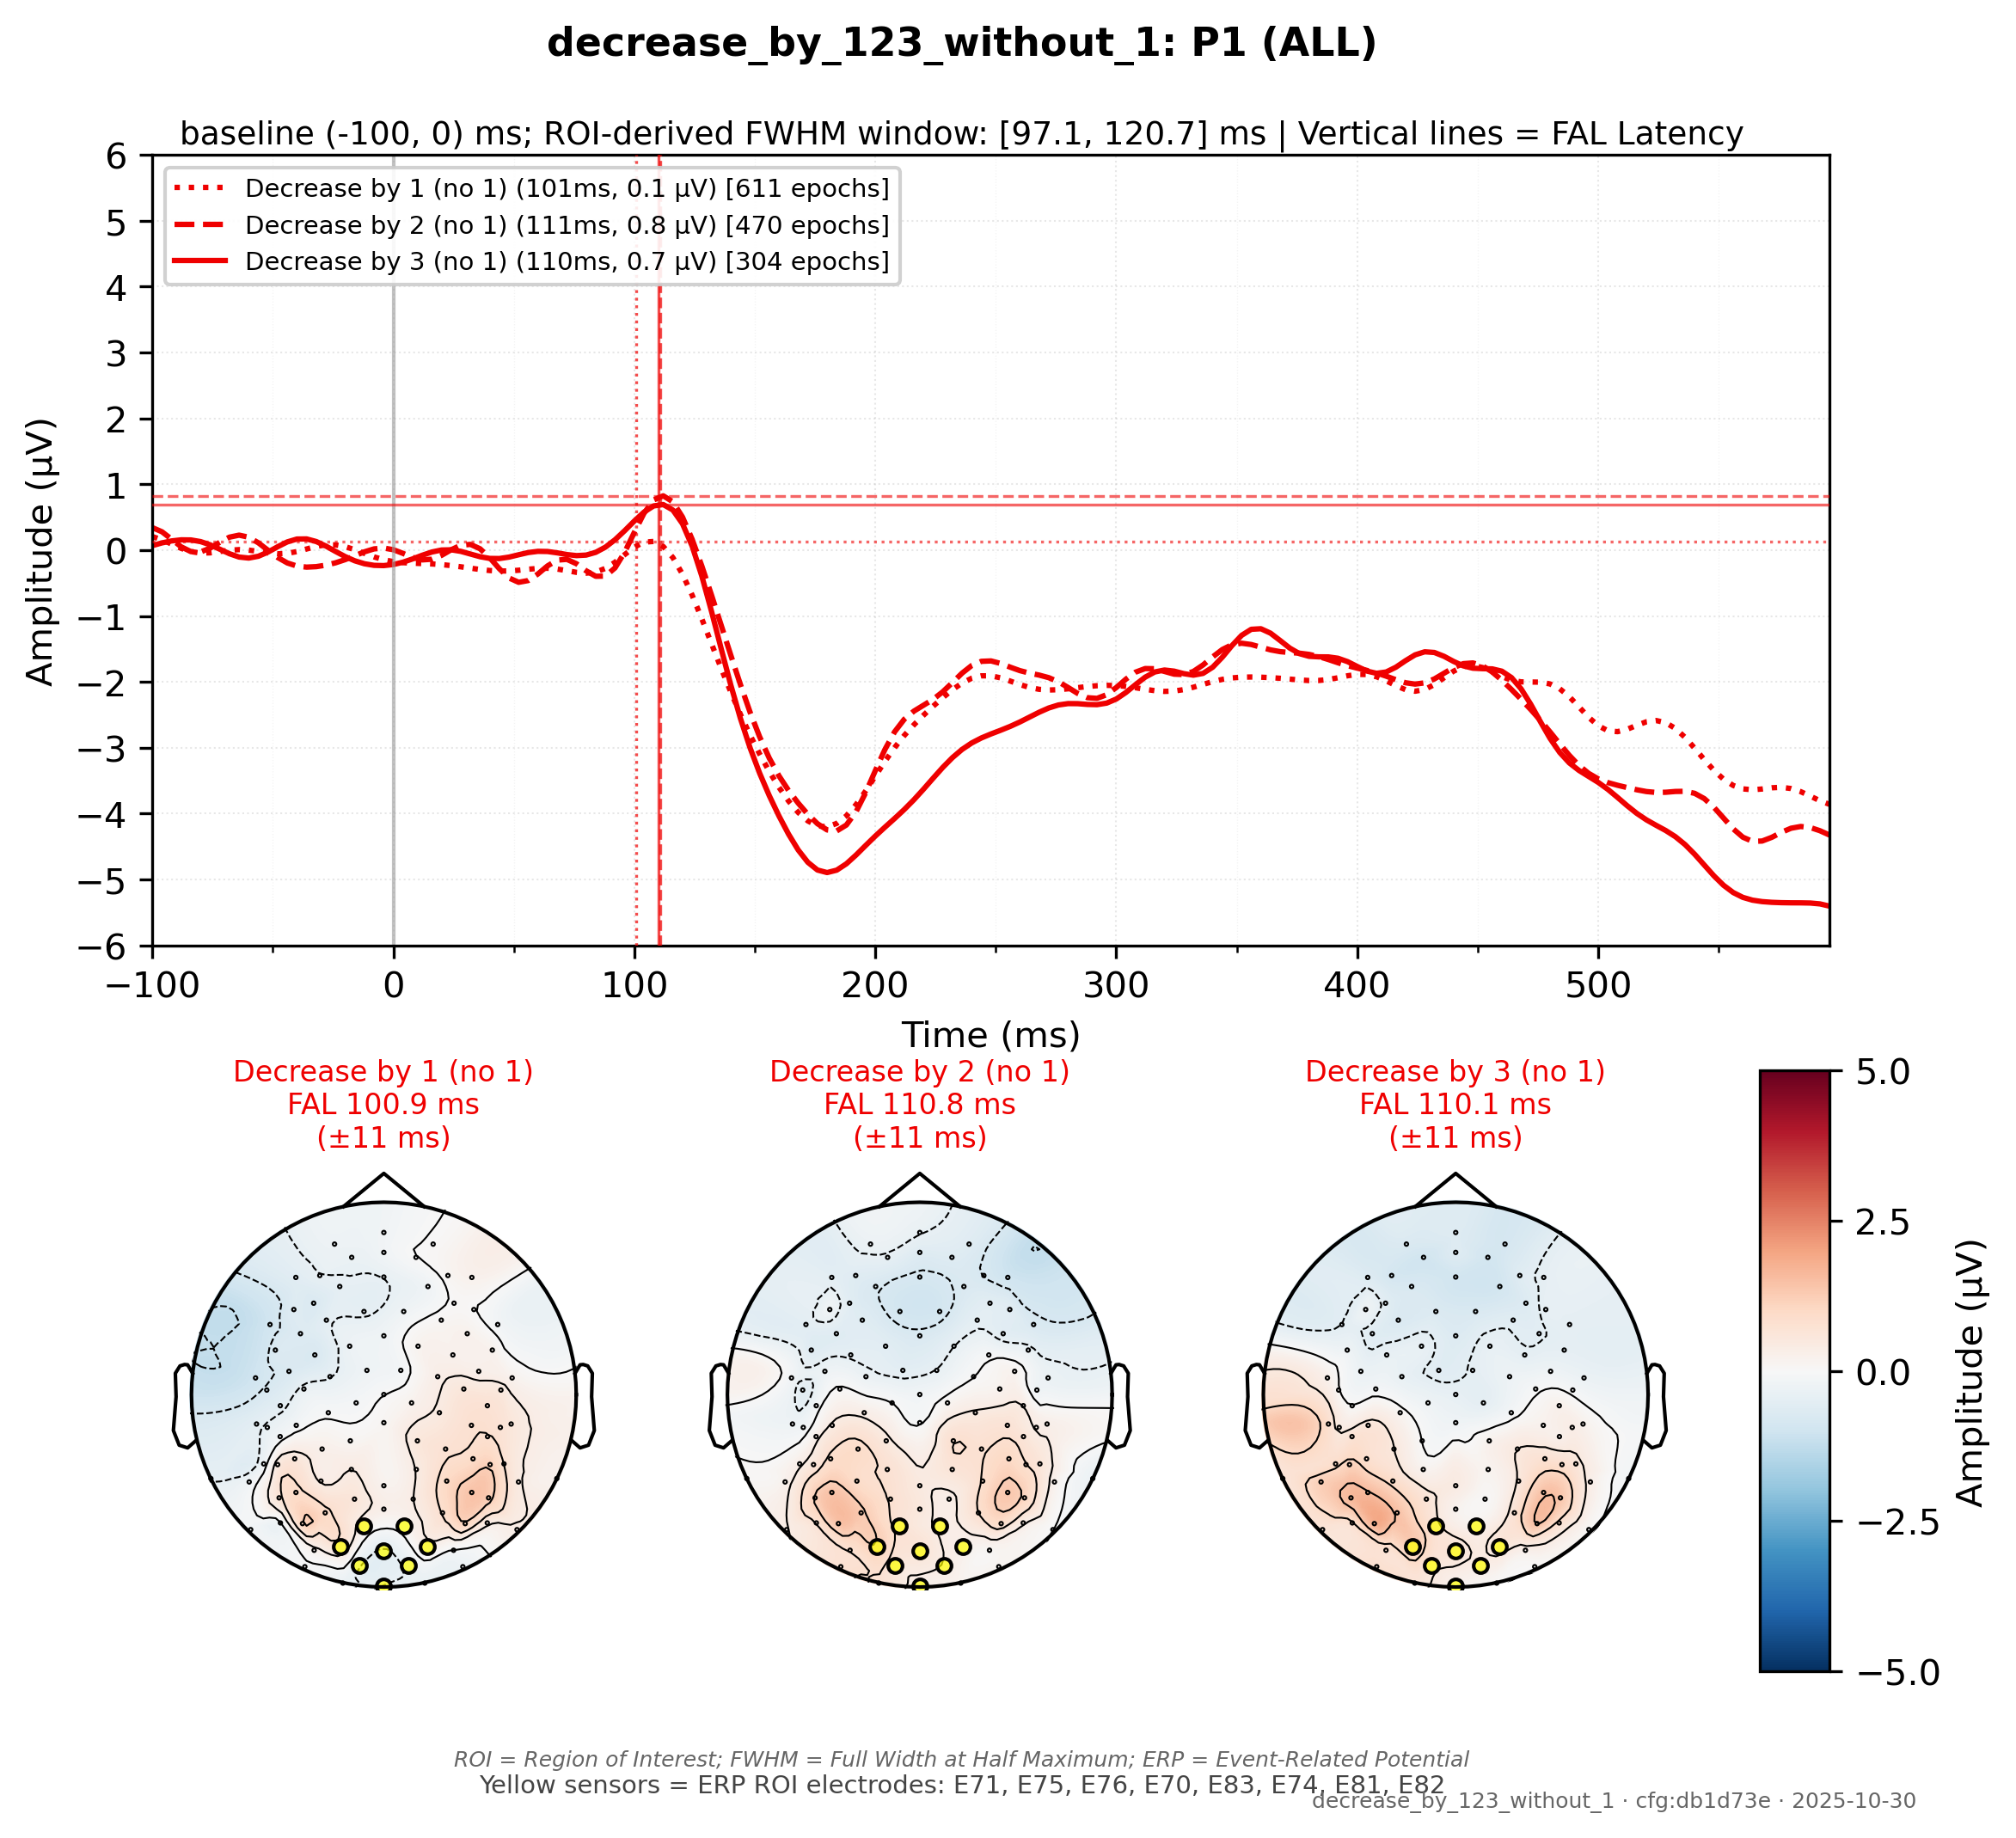 decrease_by_123_without_1: P1 (ALL)
baseline (-100, 0) ms; ROI-derived FWHM window: [97.1, 120.7] ms | Vertical lines = FAL Latency
Decrease by 1 (no 1) (101ms, 0.1 μV) [611 epochs]
Decrease by 2 (no 1) (111ms, 0.8 μV) [470 epochs]
Decrease by 3 (no 1) (110ms, 0.7 μV) [304 epochs]
Amplitude (μV)
6
5
4
3
2
1
0
−1
−2
−3
−4
−5
−6
−100 0 100 200 300 400 500
Time (ms)
Decrease by 1 (no 1)
FAL 100.9 ms
(±11 ms)
Decrease by 2 (no 1)
FAL 110.8 ms
(±11 ms)
Decrease by 3 (no 1)
FAL 110.1 ms
(±11 ms)
5.0
2.5
0.0
−2.5
−5.0
Amplitude (μV)
ROI = Region of Interest; FWHM = Full Width at Half Maximum; ERP = Event-Related Potential
Yellow sensors = ERP ROI electrodes: E71, E75, E76, E70, E83, E74, E81, E82
decrease_by_123_without_1 · cfg:db1d73e · 2025-10-30